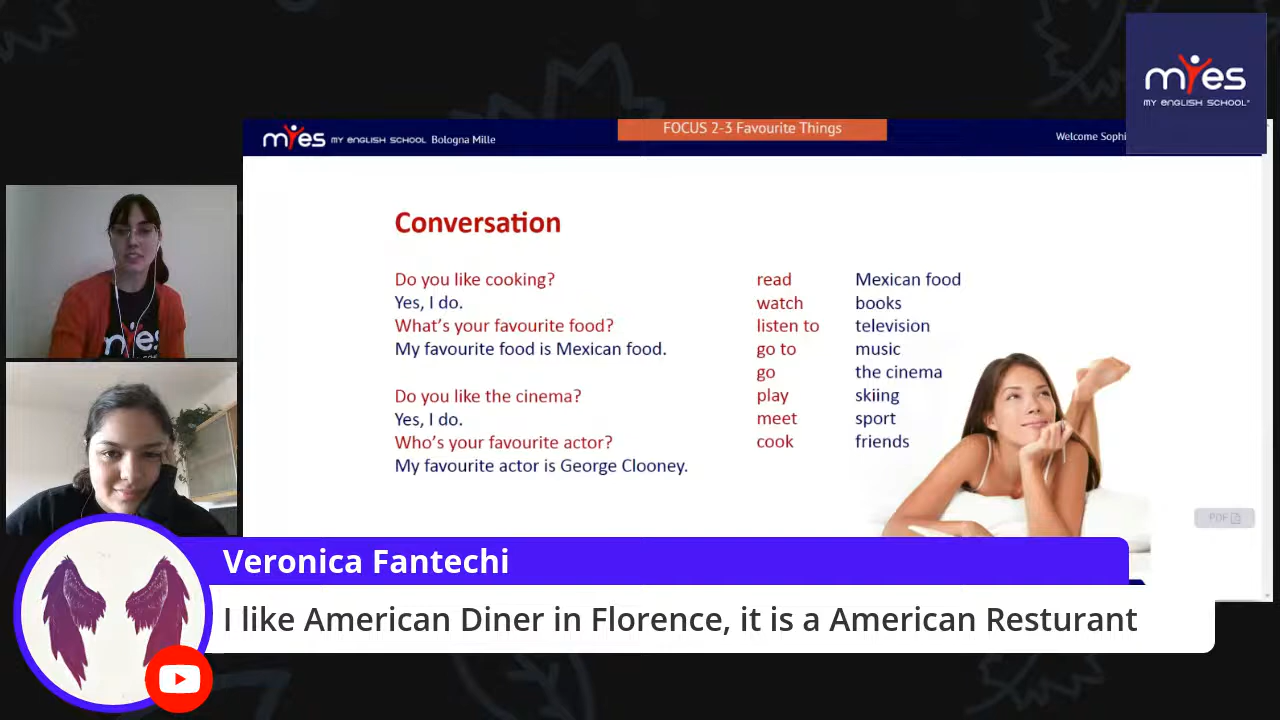 myes
MY ENGLISH SCHOOL
myes MY ENGLISH SCHOOL Bologna Mille
FOCUS 2-3 Favourite Things
Welcome Sophi
Conversation
Do you like cooking?
Yes, I do.
What's your favourite food?
My favourite food is Mexican food.
Do you like the cinema?
Yes, I do.
Who's your favourite actor?
My favourite actor is George Clooney.
read
watch
listen to
go to
go
play
meet
cook
Mexican food
books
television
music
the cinema
skiing
sport
friends
PDF
myes
Veronica Fantechi
I like American Diner in Florence, it is a American Resturant